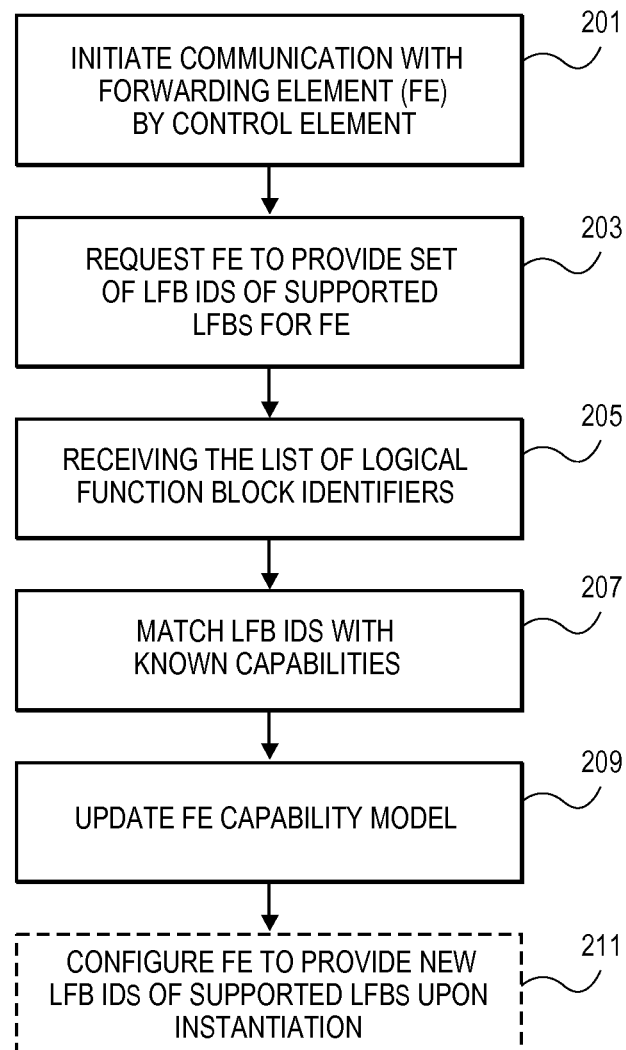 201
INITIATE COMMUNICATION WITH
FORWARDING ELEMENT (FE)
BY CONTROL ELEMENT
203
REQUEST FE TO PROVIDE SET
OF LFB IDS OF SUPPORTED
LFBS FOR FE
205
RECEIVING THE LIST OF LOGICAL
FUNCTION BLOCK IDENTIFIERS
207
MATCH LFB IDS WITH
KNOWN CAPABILITIES
209
UPDATE FE CAPABILITY MODEL
211
CONFIGURE FE TO PROVIDE NEW
LFB IDS OF SUPPORTED LFBS UPON
INSTANTIATION